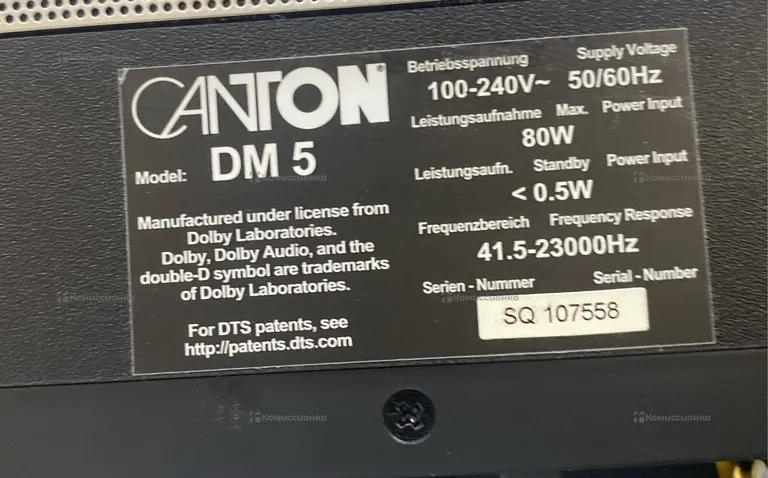 CANTON®
Model: DM 5
Manufactured under license from
Dolby Laboratories.
Dolby, Dolby Audio, and the
double-D symbol are trademarks
of Dolby Laboratories.
For DTS patents, see
http://patents.dts.com
Betriebsspannung Supply Voltage
100-240V~ 50/60Hz
Leistungsaufnahme Max. Power Input
80W
Leistungsaufn. Standby Power Input
< 0.5W
Frequenzbereich Frequency Response
41.5-23000Hz
Serien - Nummer Serial - Number
SQ 107558
Комиссионка
Комиссионка
Комиссионка
Комиссионка
Комиссионка
Комиссионка
Комиссионка
Комиссионка
Комиссионка